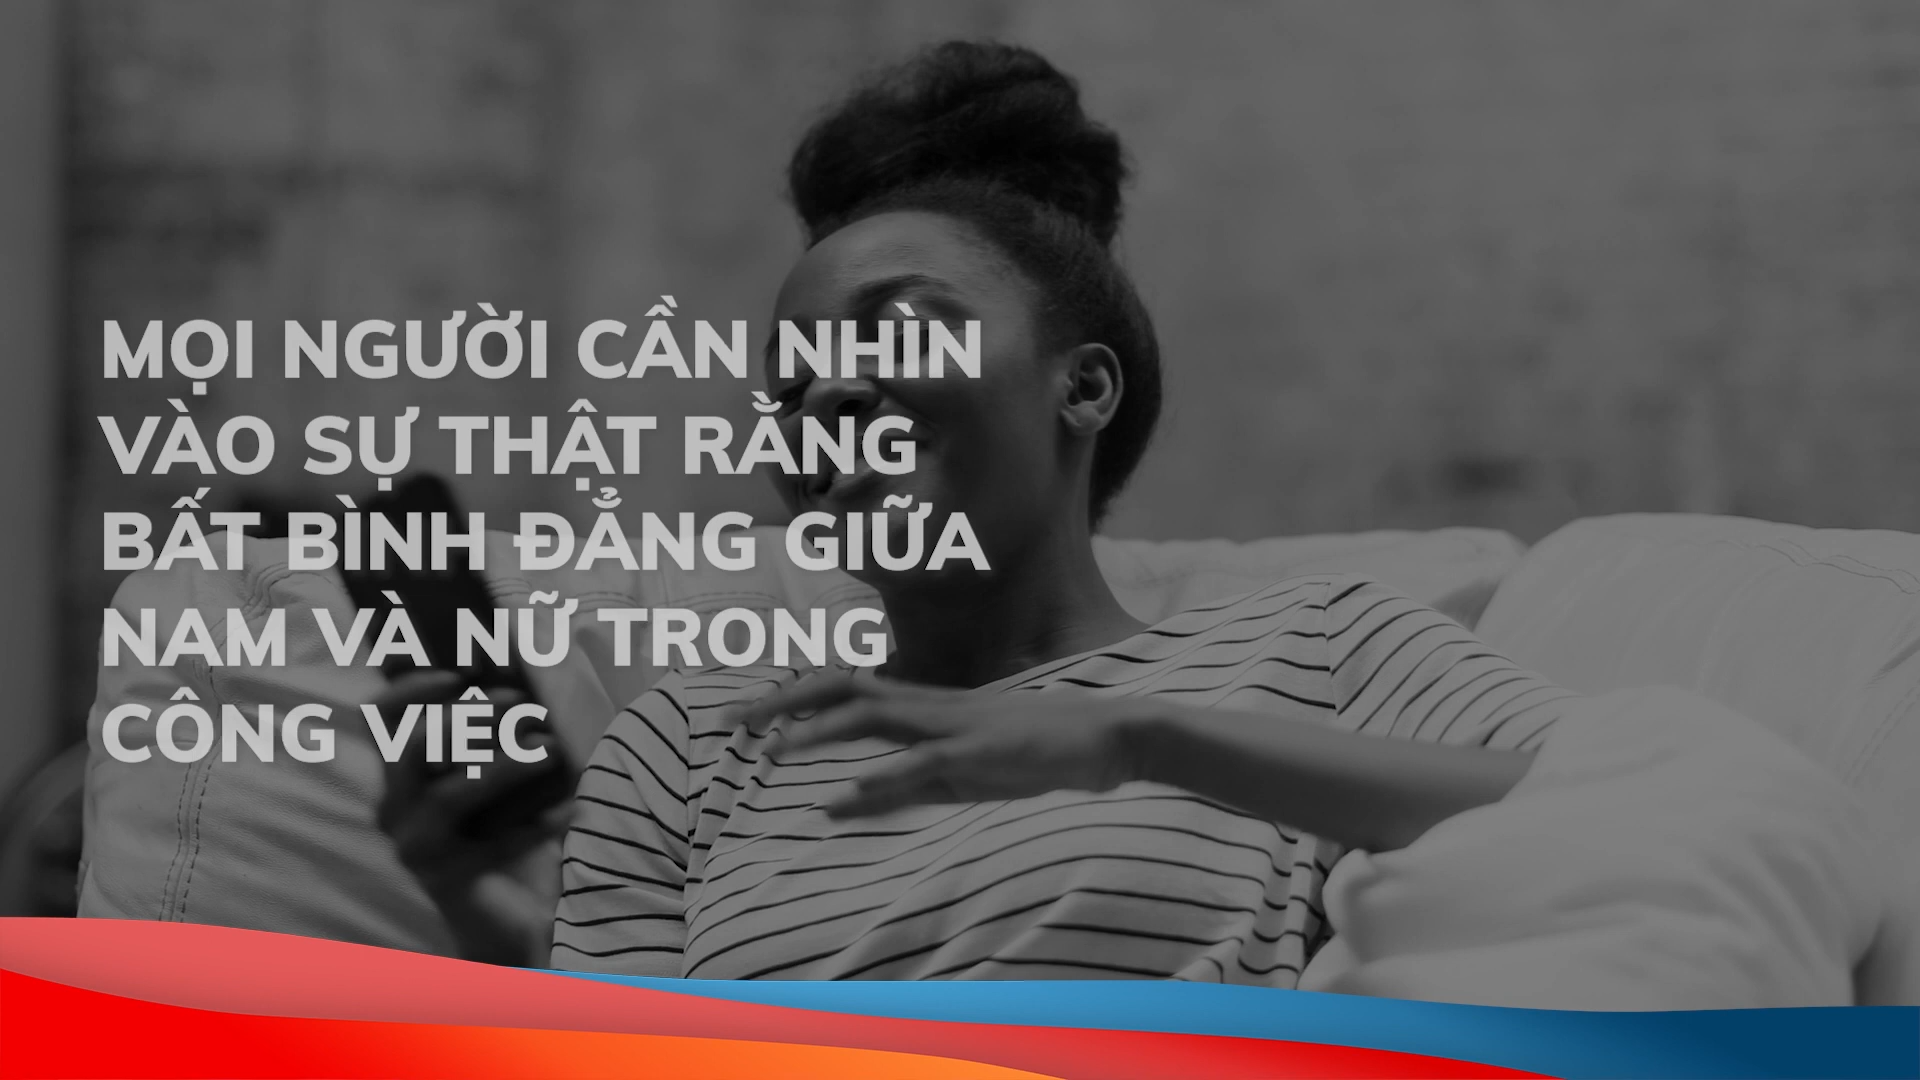 MỌI NGƯỜI CẦN NHÌN
VÀO SỰ THẬT RẰNG
BẤT BÌNH ĐẲNG GIỮA
NAM VÀ NỮ TRONG
CÔNG VIỆC